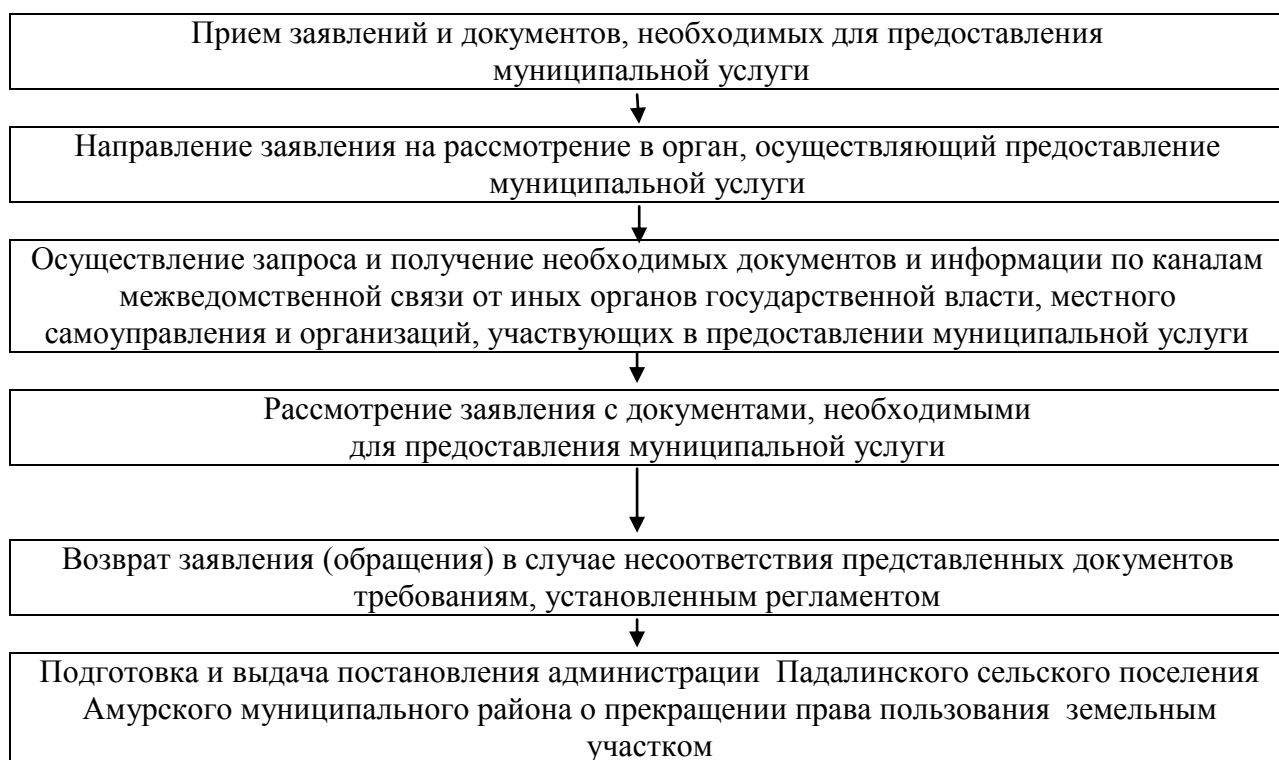 Прием заявлений и документов, необходимых для предоставления
муниципальной услуги
Направление заявления на рассмотрение в орган, осуществляющий предоставление
муниципальной услуги
Осуществление запроса и получение необходимых документов и информации по каналам
межведомственной связи от иных органов государственной власти, местного
самоуправления и организаций, участвующих в предоставлении муниципальной услуги
Рассмотрение заявления с документами, необходимыми
для предоставления муниципальной услуги
Возврат заявления (обращения) в случае несоответствия представленных документов
требованиям, установленным регламентом
Подготовка и выдача постановления администрации Падалинского сельского поселения
Амурского муниципального района о прекращении права пользования земельным
участком